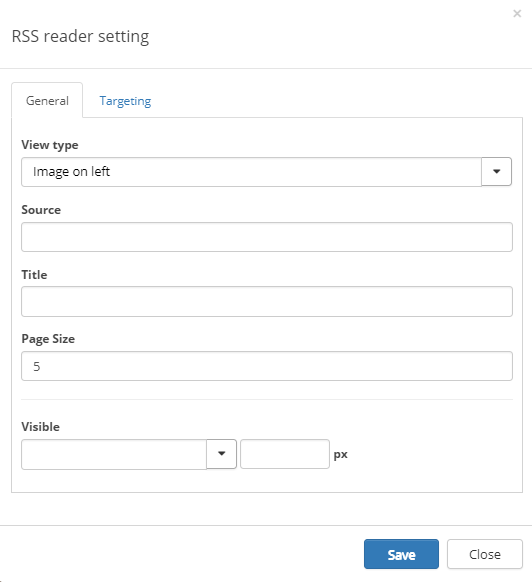 ×
RSS reader setting
General Targeting
View type
Image on left
Source
Title
Page Size
5
Visible
px
Save Close